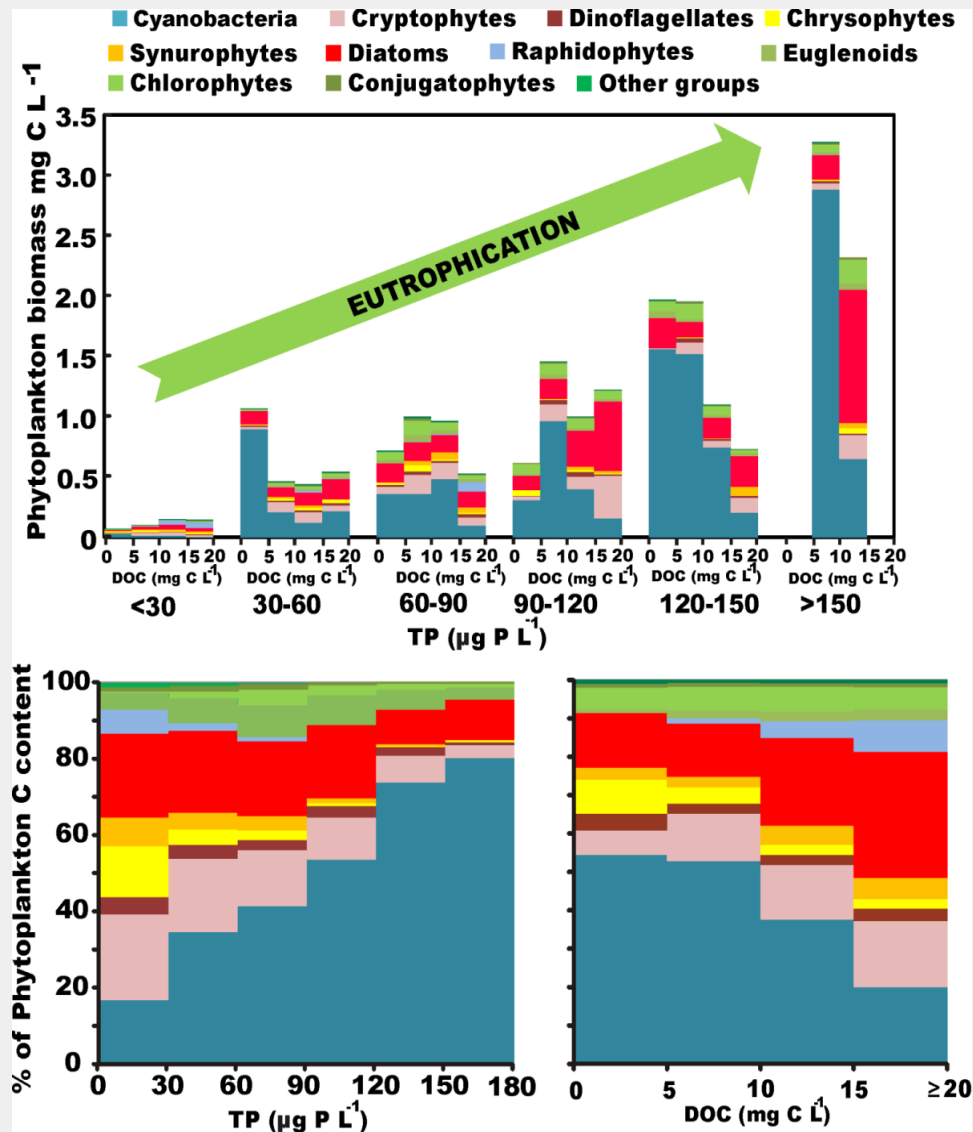 Cyanobacteria Cryptophytes Dinoflagellates Chrysophytes
Synurophytes Diatoms Raphidophytes Euglenoids
Chlorophytes Conjugatophytes Other groups
Phytoplankton biomass mg C L -1
3.5
3.0
2.5
2.0
1.5
1.0
0.5
0
EUTROPHICATION
0 5 10 15 20 0 5 10 15 20 0 5 10 15 20 0 5 10 15 20 0 5 10 15 20 0 5 10 15 20
DOC (mg C L-1) DOC (mg C L-1) DOC (mg C L-1) DOC (mg C L-1) DOC (mg C L-1) DOC (mg C L-1)
<30 30-60 60-90 90-120 120-150 >150
TP (µg P L-1)
% of Phytoplankton C content
100
80
60
40
20
0
0 30 60 90 120 150 180
TP (µg P L-1)
0 5 10 15 ≥20
DOC (mg C L-1)